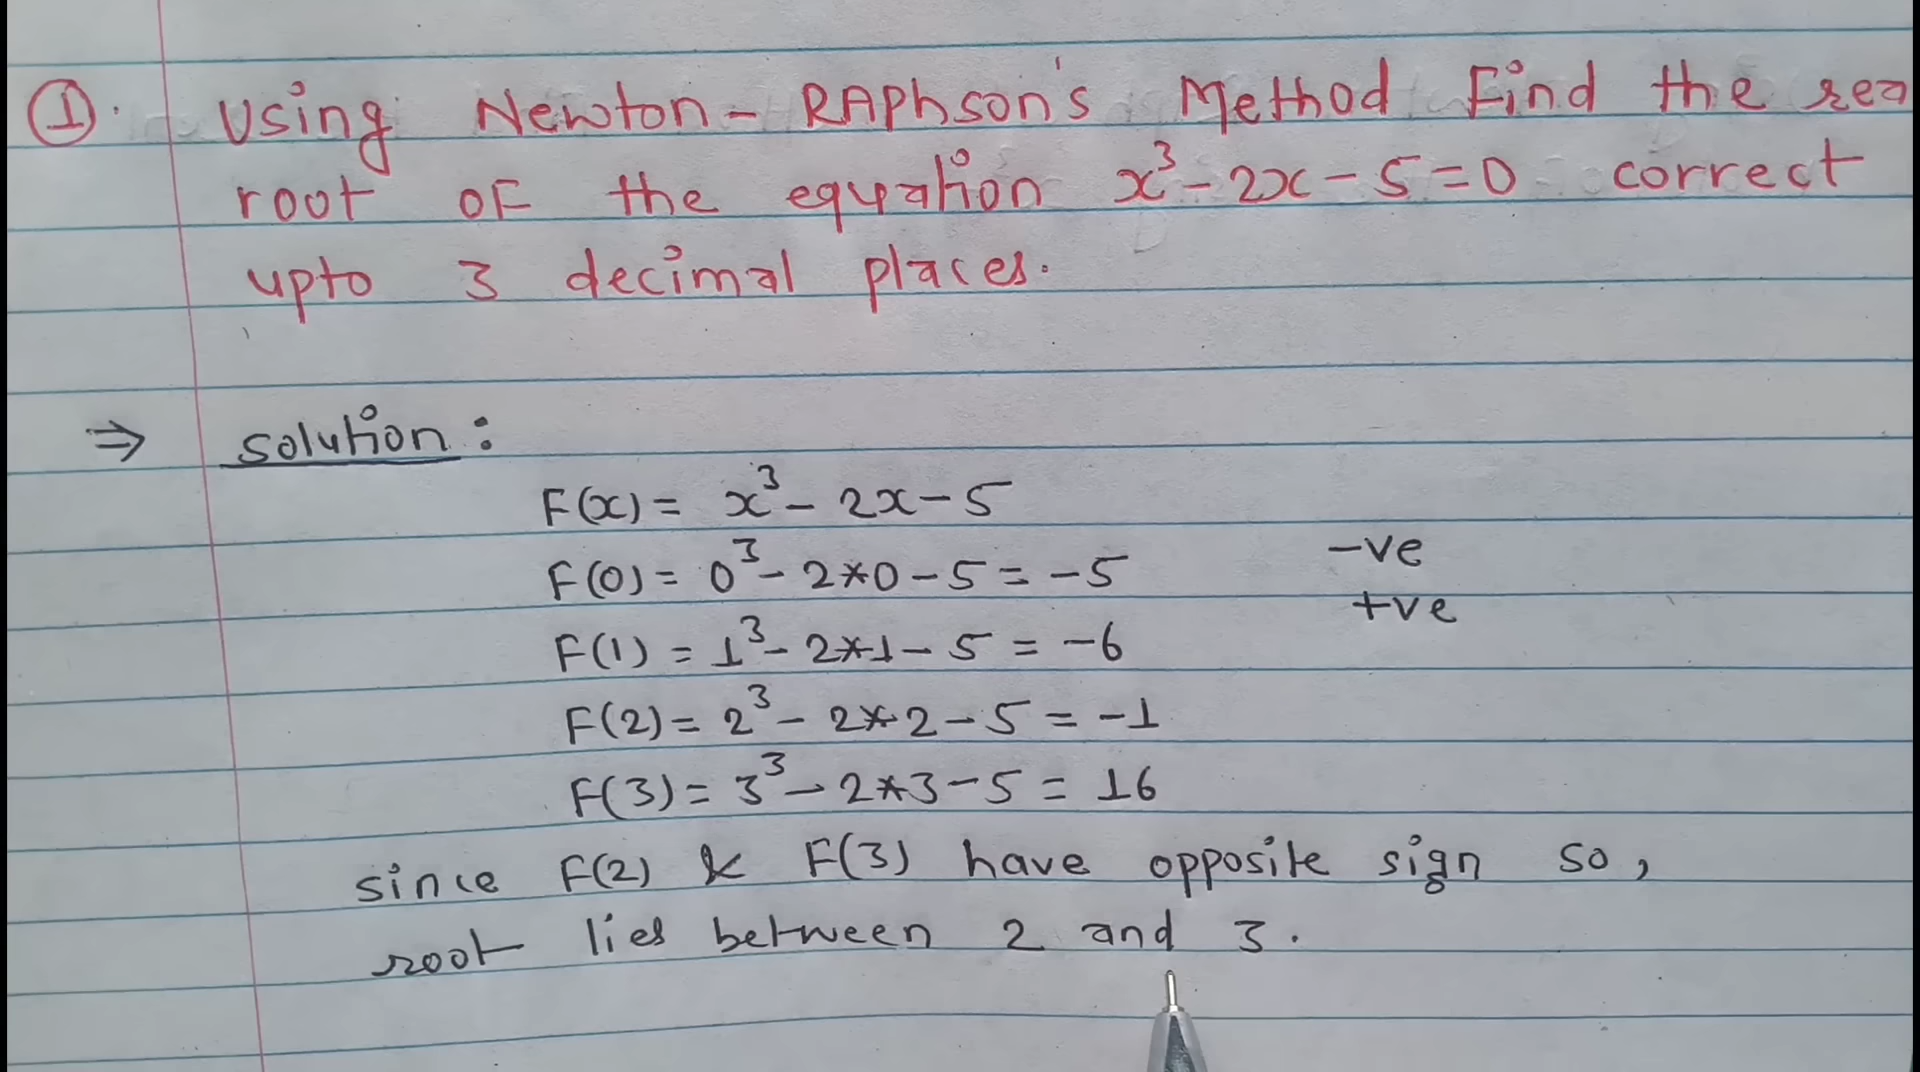 ①. Using Newton-RAPhson's Method Find the rea
root OF the equation x³-2x-5=0 correct
upto 3 decimal places.
⇒ solution:
F(x) = x³-2x-5
F(0) = 0³-2*0-5=-5
-ve
+ve
F(1) = 1³-2*1-5=-6
F(2) = 2³-2*2-5=-1
F(3) = 3³-2*3-5=16
since F(2) & F(3) have opposite sign so,
root lies between 2 and 3.